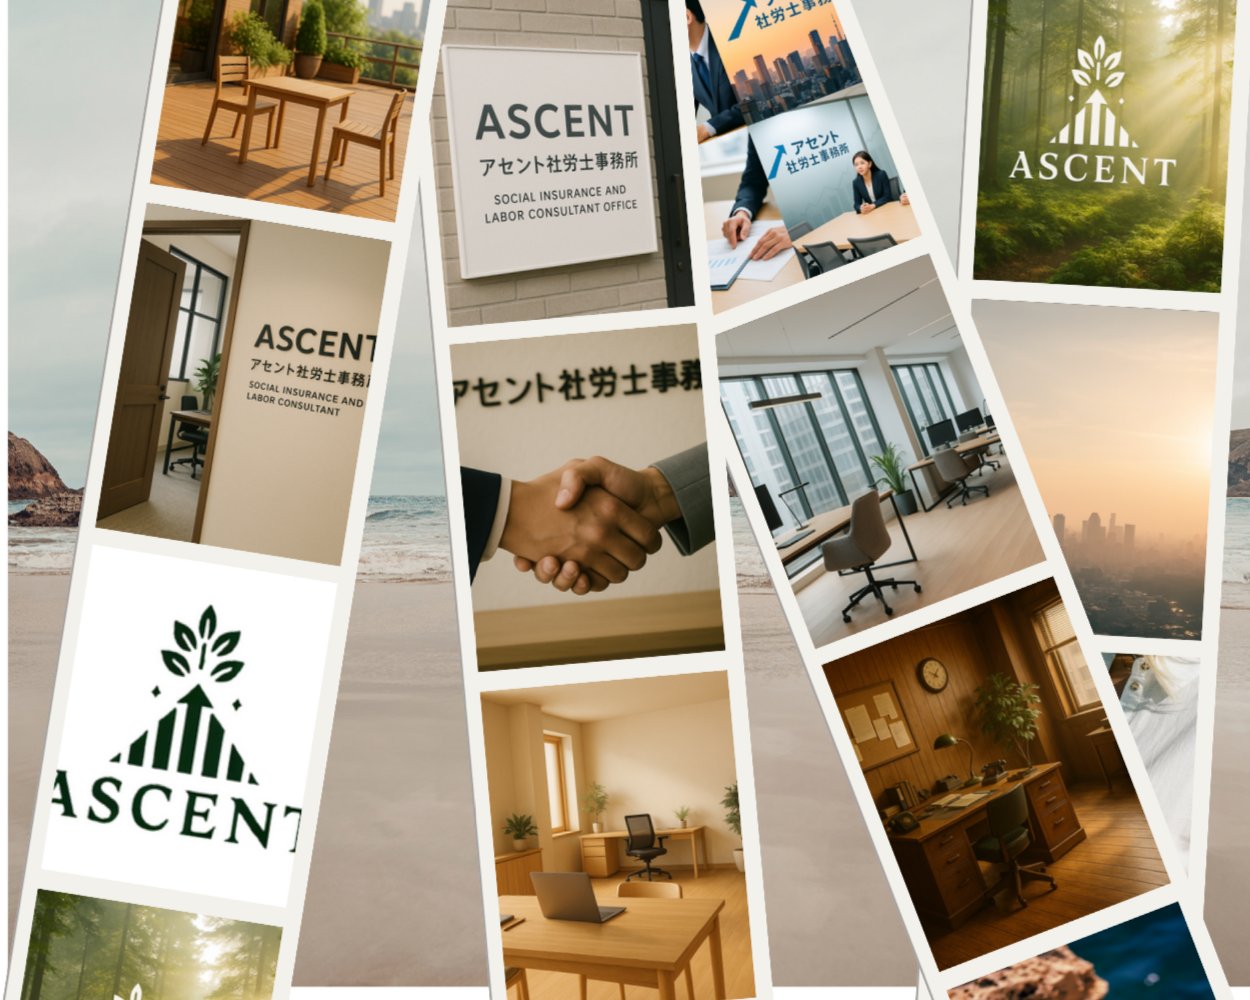 ASCENT
アセント社労士事務所
SOCIAL INSURANCE AND
LABOR CONSULTANT OFFICE
ア
社労士事務
アセント
社労士事務所
ASCENT
ASCENT
アセント社労士事務
SOCIAL INSURANCE AND
LABOR CONSULTANT
アセント社労士事務
ASCENT